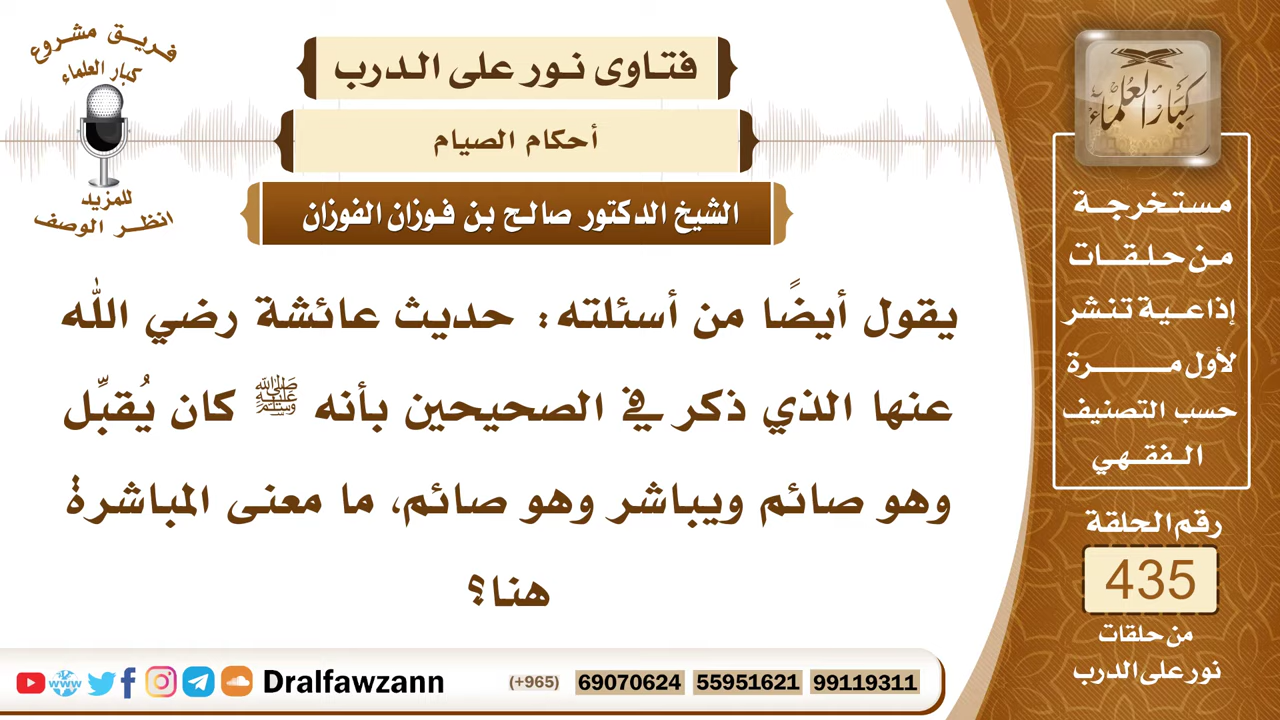 فريق مشروع
كبار العلماء
للمزيد
انظر الوصف
فتاوى نور على الدرب
أحكام الصيام
الشيخ الدكتور صالح بن فوزان الفوزان
يقول أيضًا من أسئلته: حديث عائشة رضي الله
عنها الذي ذكر في الصحيحين بأنه ﷺ كان يُقبِّل
وهو صائم ويباشر وهو صائم، ما معنى المباشرة
هنا؟
كبار العلماء
مستخرجة
من حلقات
إذاعية تنشر
لأول مرة
حسب التصنيف
الفقهي
رقم الحلقة
435
من حلقات
نور على الدرب
www Dralfawzann (+965) 69070624 55951621 99119311